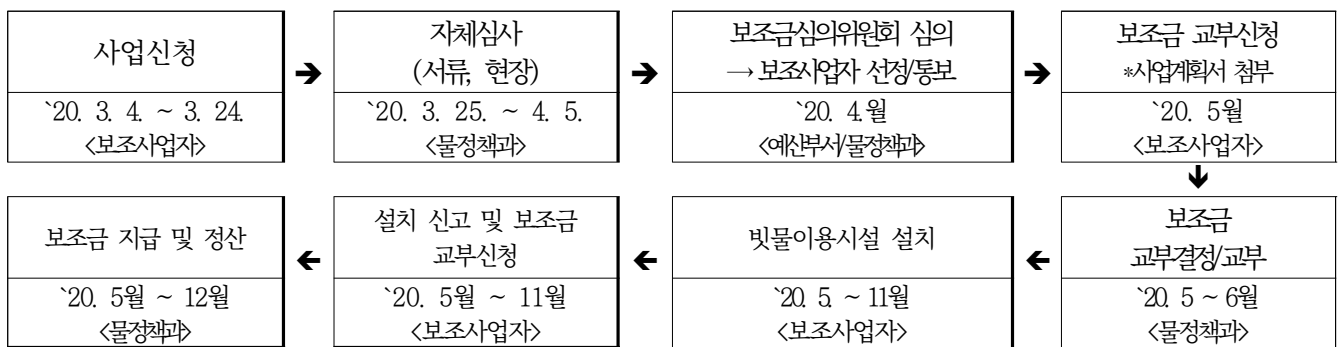 사업신청
`20. 3. 4. ~ 3. 24.
<보조사업자>
➔
자체심사
(서류, 현장)
`20. 3. 25. ~ 4. 5.
<물정책과>
➔
보조금심의위원회 심의
→ 보조사업자 선정/통보
`20. 4.월
<예산부서/물정책과>
➔
보조금 교부신청
*사업계획서 첨부
`20. 5월
<보조사업자>
🡻
보조금
교부결정/교부
`20. 5 ~ 6월
<물정책과>
🡸
빗물이용시설 설치
`20. 5. ~ 11월
<보조사업자>
🡸
설치 신고 및 보조금
교부신청
`20. 5월 ~ 11월
<보조사업자>
🡸
보조금 지급 및 정산
`20. 5월 ~ 12월
<물정책과>